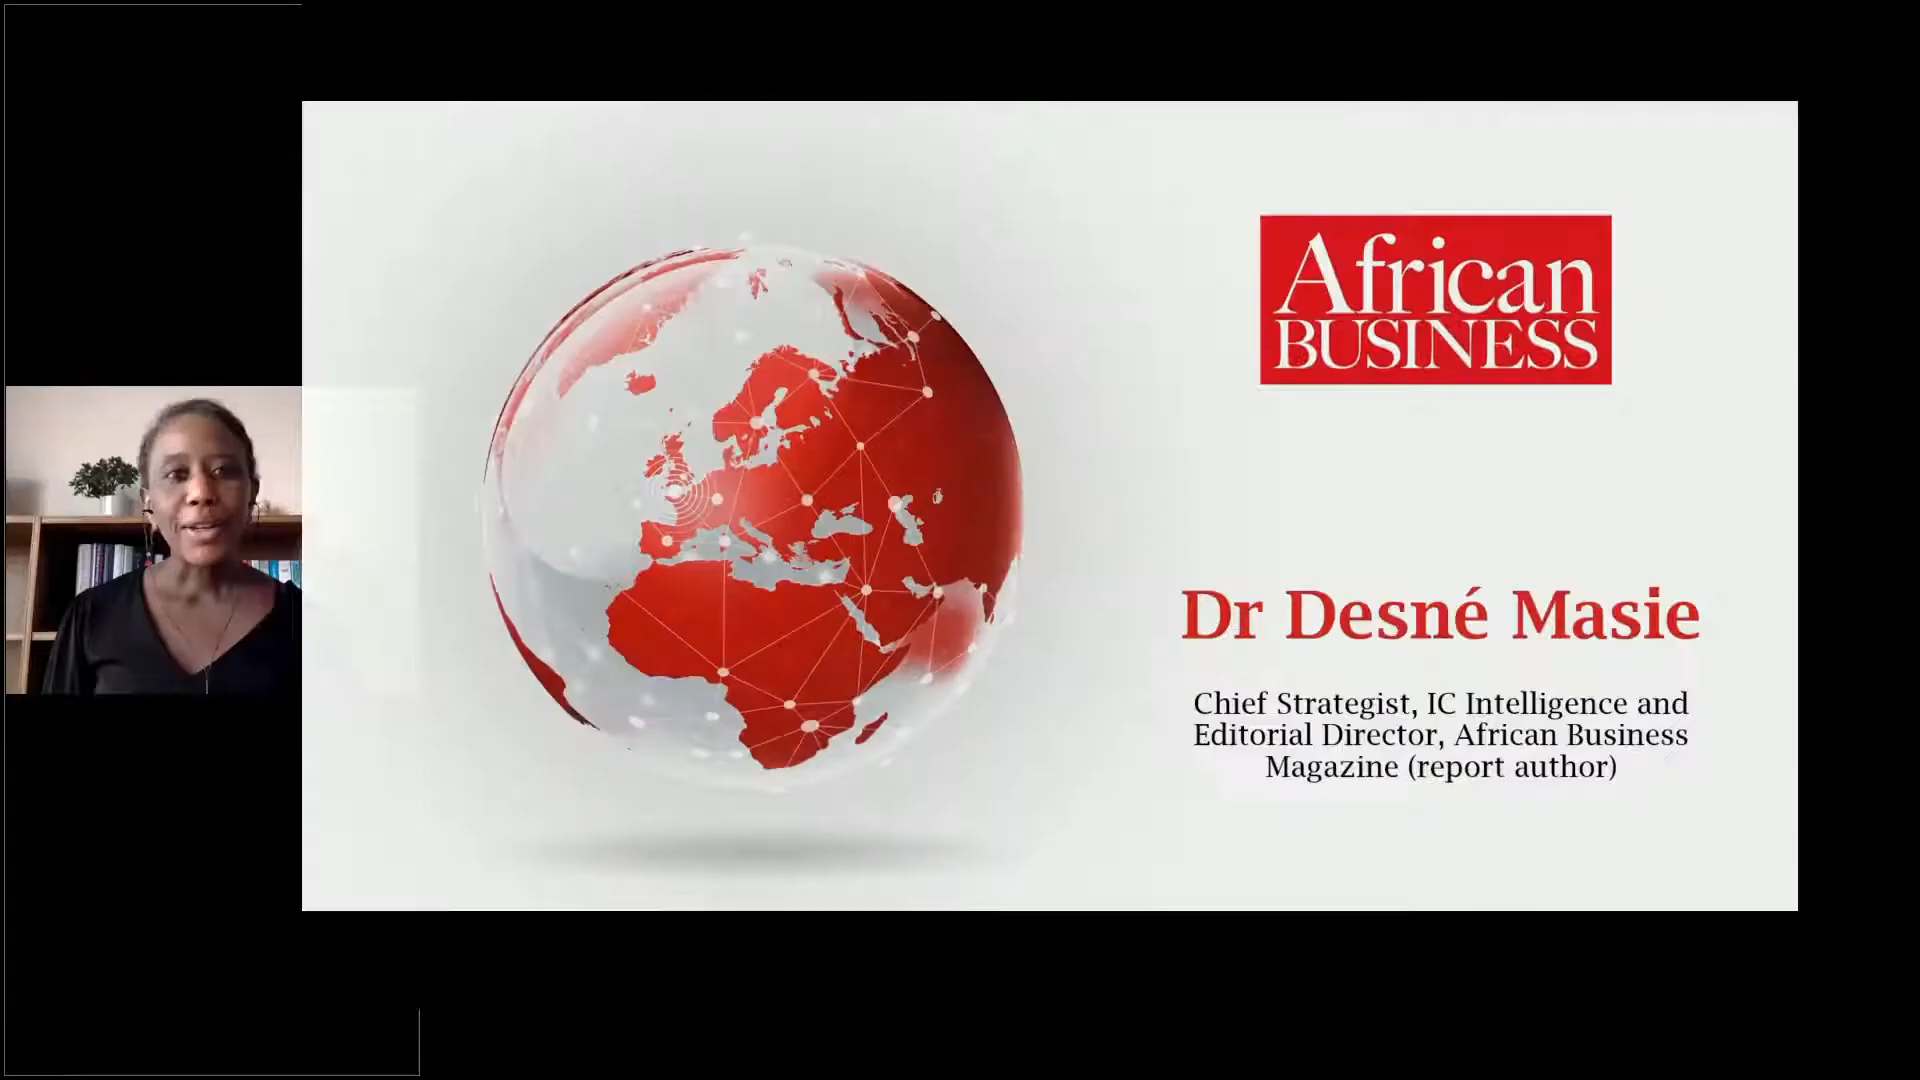 African
BUSINESS
Dr Desné Masie
Chief Strategist, IC Intelligence and
Editorial Director, African Business
Magazine (report author)